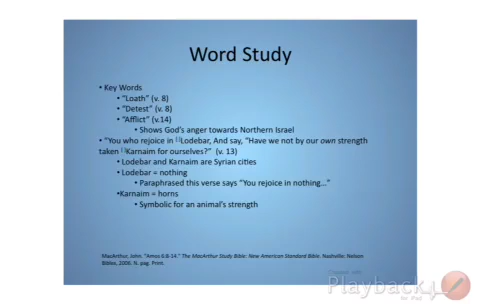 Word Study
• Key Words
• "Loath" (v. 8)
• "Detest" (v. 8)
• "Afflict" (v.14)
• Shows God's anger towards Northern Israel
• "You who rejoice in [-]Lodebar, And say, "Have we not by our own strength
taken [-]Karnaim for ourselves?" (v. 13)
• Lodebar and Karnaim are Syrian cities
• Lodebar = nothing
• Paraphrased this verse says "You rejoice in nothing…"
•Karnaim = horns
• Symbolic for an animal's strength
MacArthur, John. "Amos 6:8-14." The MacArthur Study Bible: New American Standard Bible. Nashville: Nelson
Bibles, 2006. N. pag. Print.
Created with
Playback
for iPad